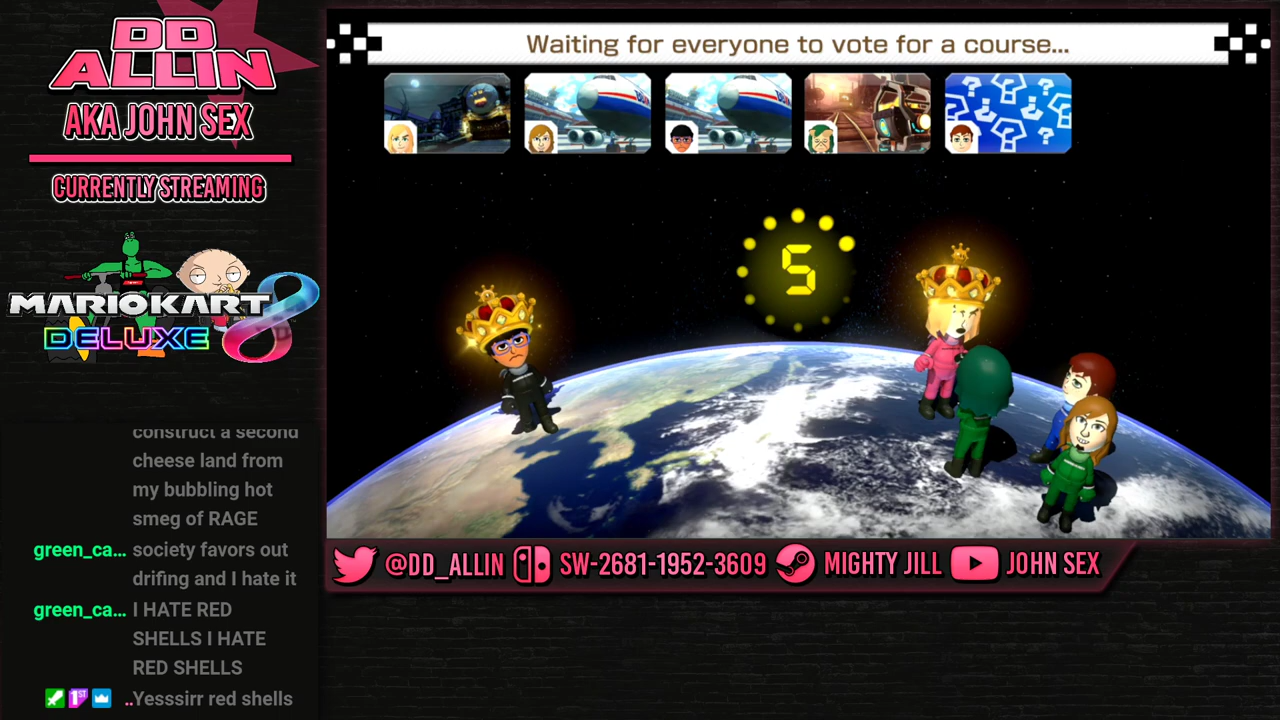 DD
ALLIN
AKA JOHN SEX
CURRENTLY STREAMING
MARIOKART 8
DELUXE
construct a second
cheese land from
my bubbling hot
smeg of RAGE
green_ca... society favors out
drifing and I hate it
green_ca... I HATE RED
SHELLS I HATE
RED SHELLS
1ST ..Yesssirr red shells
Waiting for everyone to vote for a course...
5
@DD_ALLIN SW-2681-1952-3609 MIGHTY JILL JOHN SEX